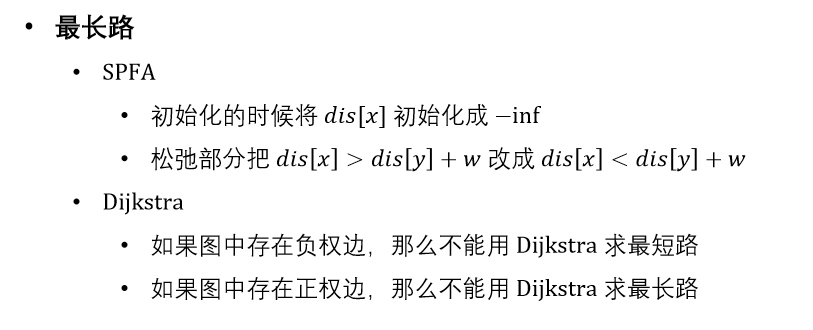 • 最长路
• SPFA
• 初始化的时候将 dis[x] 初始化成 −inf
• 松弛部分把 dis[x] > dis[y] + w 改成 dis[x] < dis[y] + w
• Dijkstra
• 如果图中存在负权边，那么不能用 Dijkstra 求最短路
• 如果图中存在正权边，那么不能用 Dijkstra 求最长路